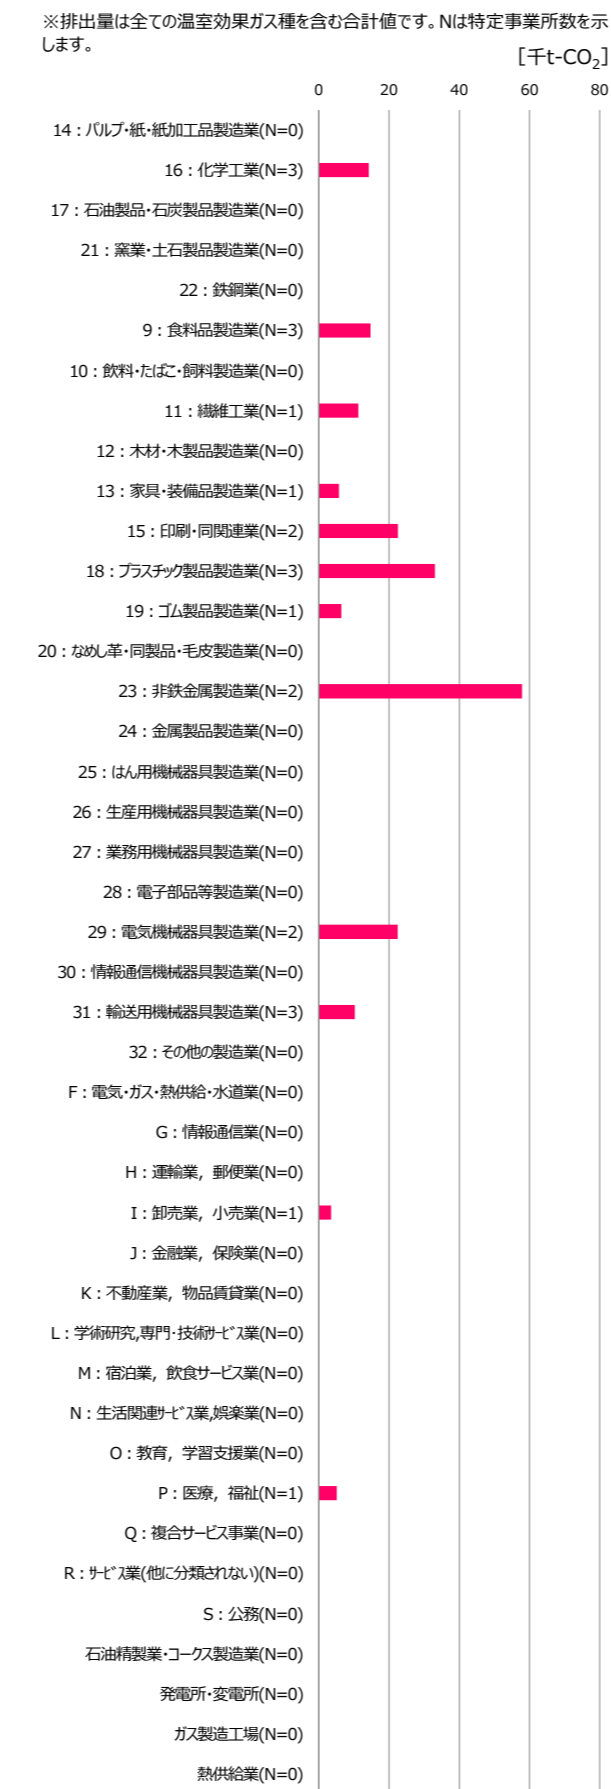 ※排出量は全ての温室効果ガス種を含む合計値です。Nは特定事業所数を示
します。
[千t-CO₂]
0 20 40 60 80
14：パルプ・紙・紙加工品製造業(N=0)
16：化学工業(N=3)
17：石油製品・石炭製品製造業(N=0)
21：窯業・土石製品製造業(N=0)
22：鉄鋼業(N=0)
9：食料品製造業(N=3)
10：飲料・たばこ・飼料製造業(N=0)
11：繊維工業(N=1)
12：木材・木製品製造業(N=0)
13：家具・装備品製造業(N=1)
15：印刷・同関連業(N=2)
18：プラスチック製品製造業(N=3)
19：ゴム製品製造業(N=1)
20：なめし革・同製品・毛皮製造業(N=0)
23：非鉄金属製造業(N=2)
24：金属製品製造業(N=0)
25：はん用機械器具製造業(N=0)
26：生産用機械器具製造業(N=0)
27：業務用機械器具製造業(N=0)
28：電子部品等製造業(N=0)
29：電気機械器具製造業(N=2)
30：情報通信機械器具製造業(N=0)
31：輸送用機械器具製造業(N=3)
32：その他の製造業(N=0)
F：電気・ガス・熱供給・水道業(N=0)
G：情報通信業(N=0)
H：運輸業，郵便業(N=0)
I：卸売業，小売業(N=1)
J：金融業，保険業(N=0)
K：不動産業，物品賃貸業(N=0)
L：学術研究,専門・技術ｻｰﾋﾞｽ業(N=0)
M：宿泊業，飲食サービス業(N=0)
N：生活関連ｻｰﾋﾞｽ業,娯楽業(N=0)
O：教育，学習支援業(N=0)
P：医療，福祉(N=1)
Q：複合サービス事業(N=0)
R：ｻｰﾋﾞｽ業(他に分類されない)(N=0)
S：公務(N=0)
石油精製業・コークス製造業(N=0)
発電所・変電所(N=0)
ガス製造工場(N=0)
熱供給業(N=0)